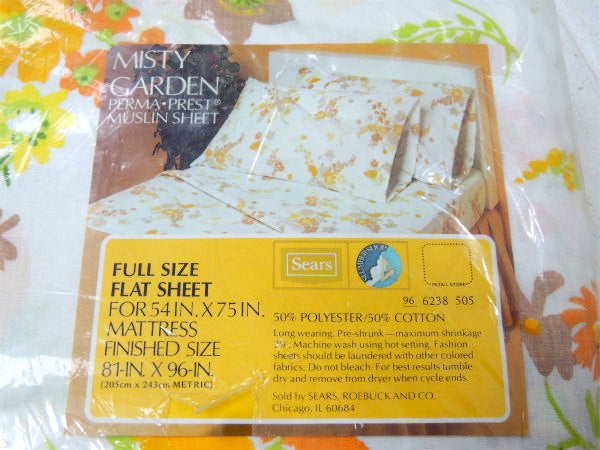 MISTY
GARDEN
PERMA•PREST®
MUSLIN SHEET
FULL SIZE
FLAT SHEET
FOR 54 IN. X 75 IN.
MATTRESS
FINISHED SIZE
81-IN. X 96-IN.
(205cm x 243cm METRIC)
Sears
SLUMBERSHOP
RETAIL STORE
96 6238 505
50% POLYESTER/50% COTTON
Long wearing. Pre-shrunk—maximum shrinkage
2%. Machine wash using hot setting. Fashion
sheets should be laundered with other colored
fabrics. Do not bleach. For best results tumble
dry and remove from dryer when cycle ends.
Sold by SEARS, ROEBUCK AND CO.
Chicago, IL 60684